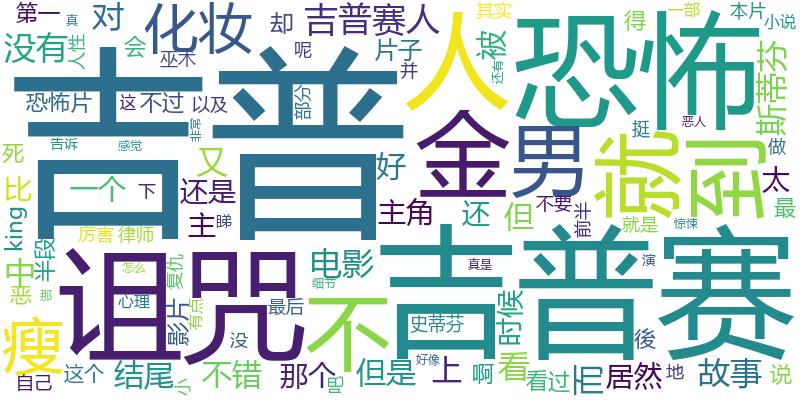 第一
真
对
化妆
却
吉普赛人
得
其实
一部
本片
小说
没有
人性
会
巫术
呢
片子
被
还有
人
恐怖
斯蒂芬
吉普
恐怖片
这
不过
以及
部分
并
金
男
就
到
挺
恶人
做
告诉
感觉
非常
死
又
好
太
比
一个
下
还是
主角
还
但
不要
前半
最
king
厉害
律师
主
睇
就是
惊悚
中
半段
复仇
诅咒
电影
不
吉普赛
真是
演
恶
那
怎么
心理
细节
史蒂芬
时候
後
瘦
影片
有点
最后
没
自己
这个
结尾
小
不错
那个
吧
但是
好像
上
啊
看
看过
而
居然
地
故事
说